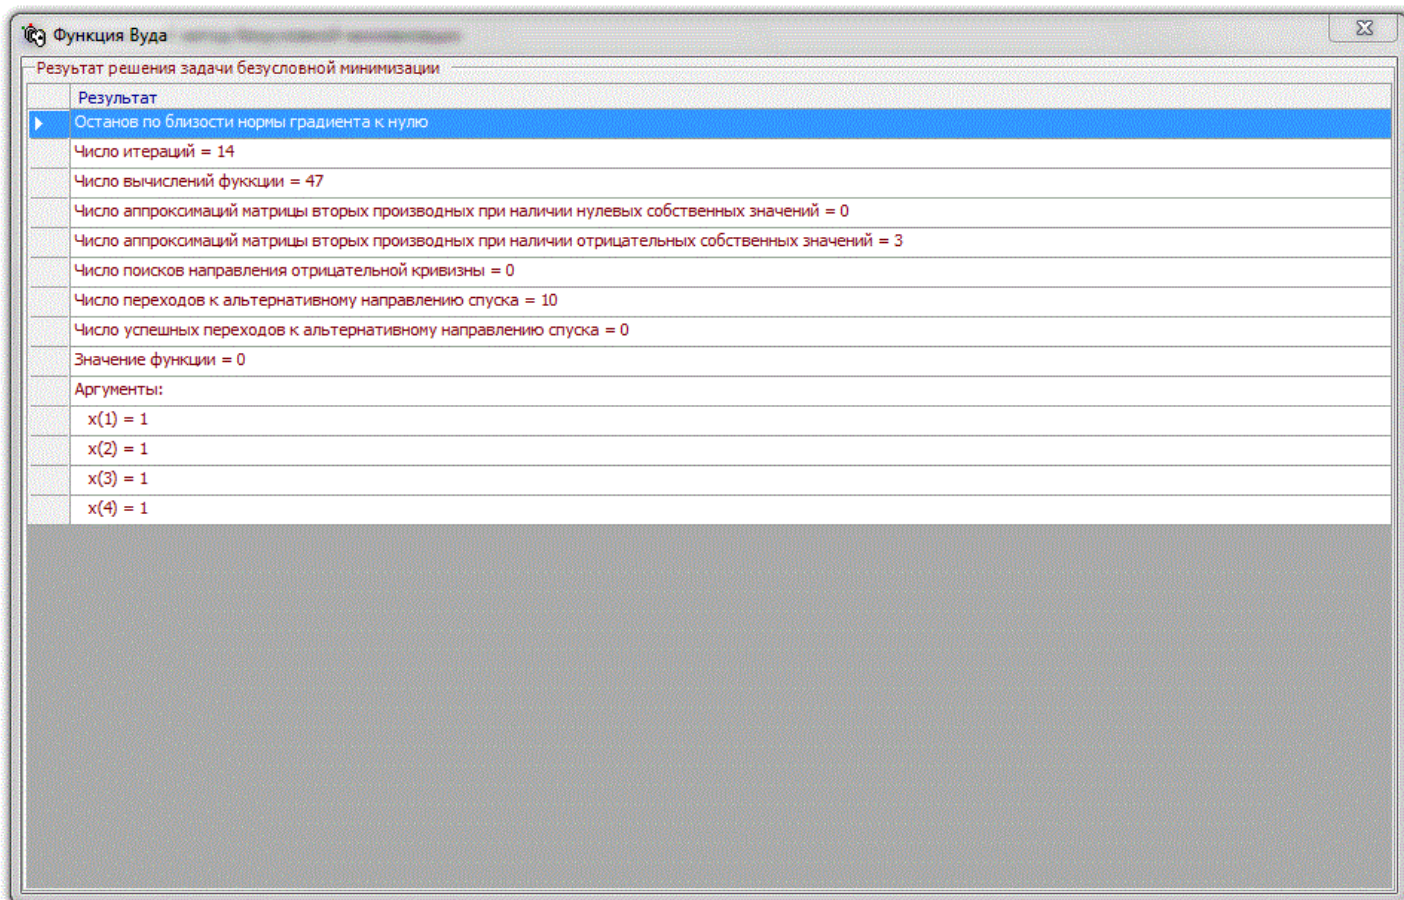 Функция Вуда
Резуьтат решения задачи безусловной минимизации
Результат
Останов по близости нормы градиента к нулю
Число итераций = 14
Число вычислений фуккции = 47
Число аппроксимаций матрицы вторых производных при наличии нулевых собственных значений = 0
Число аппроксимаций матрицы вторых производных при наличии отрицательных собственных значений = 3
Число поисков направления отрицательной кривизны = 0
Число переходов к альтернативному направлению спуска = 10
Число успешных переходов к альтернативному направлению спуска = 0
Значение функции = 0
Аргументы:
x(1) = 1
x(2) = 1
x(3) = 1
x(4) = 1